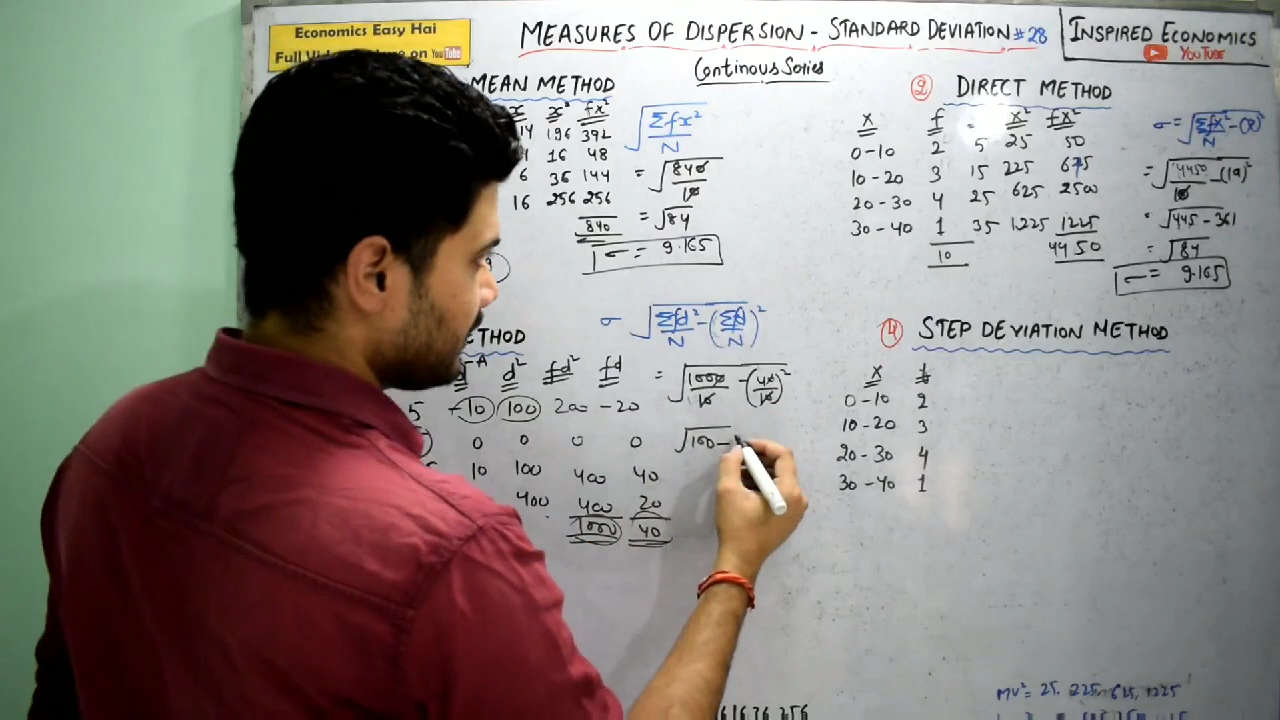 Economics Easy Hai
Full Vid on YouTube
MEASURES OF DISPERSION - STANDARD DEVIATION #28
INSPIRED ECONOMICS
YouTube
Continous Series
MEAN METHOD
x x² fx²
14 196 392
16 48
6 36 144
16 256 256
840
√Σfx²/N
= √840/10
= √84
σ = 9.165
② DIRECT METHOD
X f X² fX²
0-10 2 5 25 50
10-20 3 15 225 675
20-30 4 25 625 2500
30-40 1 35 1225 1225
10 4450
σ = √ΣfX²/N - (X̄)²
= √4450/10 - (19)²
= √445 - 361
= √84
σ = 9.165
METHOD
-A d² fd² fd
5 -10 100 200 -20
0 0 0 0
10 100 400 40
400 400 20
1000 40
σ √Σfd²/N - (Σfd/N)²
= √1000/10 - (40/10)²
√100 -
④ STEP DEVIATION METHOD
X f
0-10 2
10-20 3
20-30 4
30-40 1
MV² = 25, 225, 625, 1225